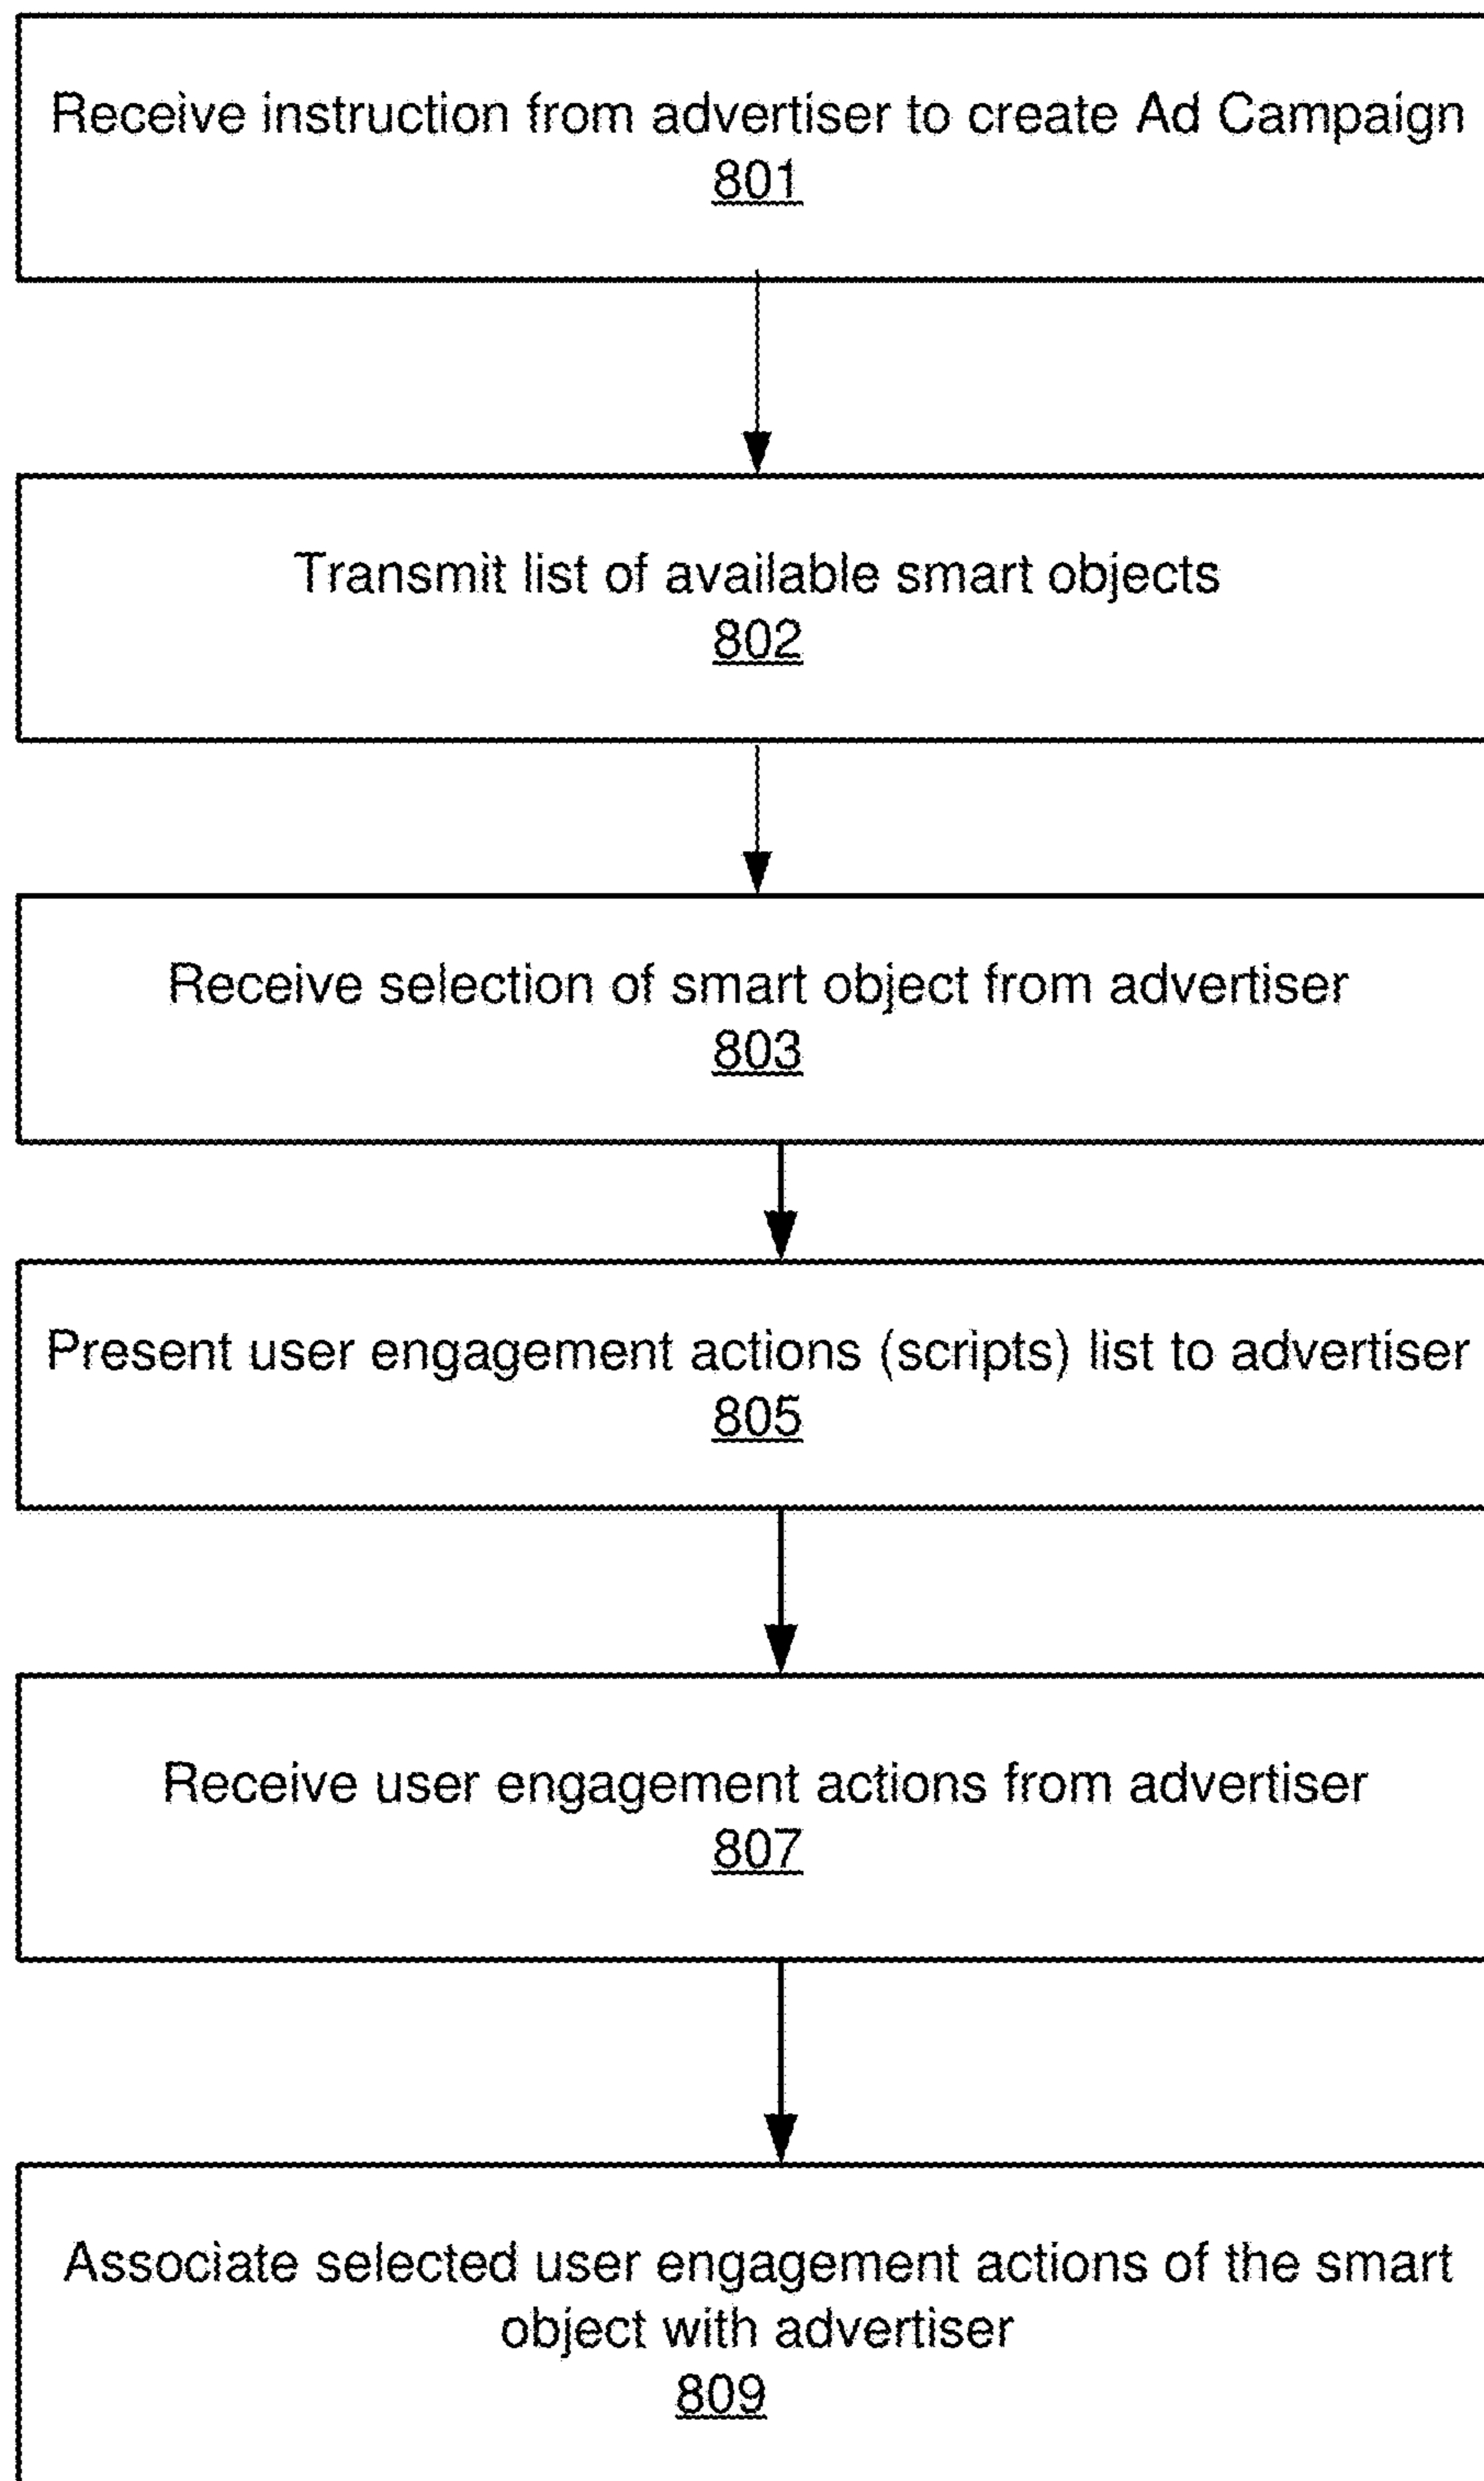 Receive instruction from advertiser to create Ad Campaign
801
Transmit list of available smart objects
802
Receive selection of smart object from advertiser
803
Present user engagement actions (scripts) list to advertiser
805
Receive user engagement actions from advertiser
807
Associate selected user engagement actions of the smart
object with advertiser
809